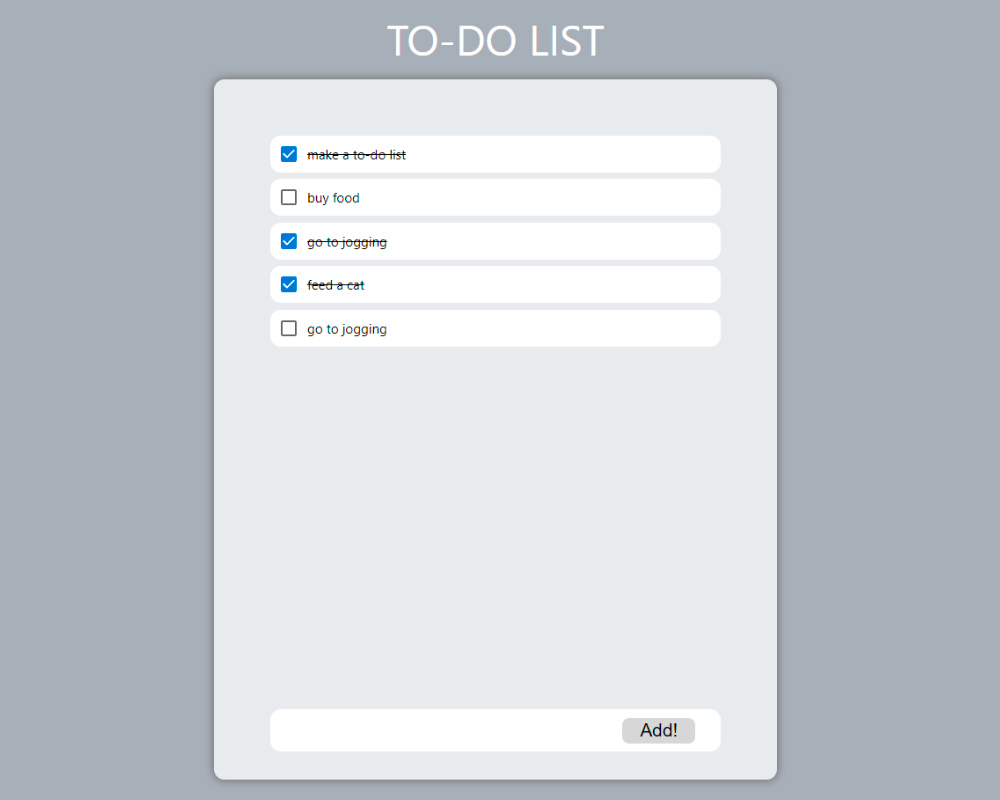 TO-DO LIST
make a to-do list
buy food
go to jogging
feed a cat
go to jogging
Add!